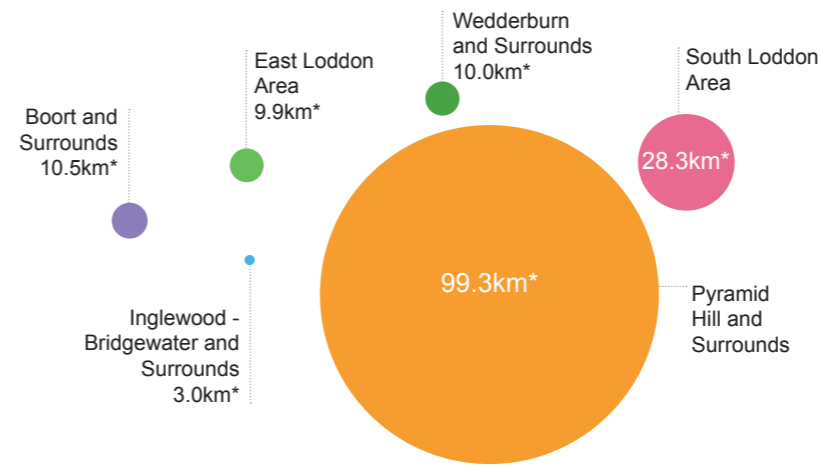 Boort and
Surrounds
10.5km*
East Loddon
Area
9.9km*
Wedderburn
and Surrounds
10.0km*
South Loddon
Area
28.3km*
99.3km*
Pyramid
Hill and
Surrounds
Inglewood -
Bridgewater and
Surrounds
3.0km*